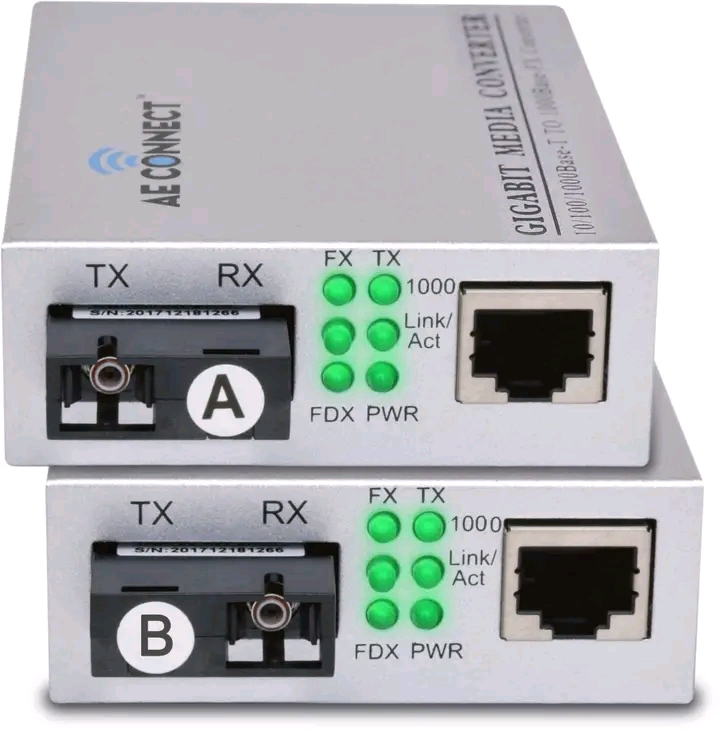 AE CONNECT™
GIGABIT MEDIA CONVERTER
10/100/1000Base-T TO 1000Base-FX Converter
FX TX
TX RX
1000
S/N: 201712181266
Link/
Act
A
FDX PWR
FX TX
TX RX
1000
S/N: 201712181266
Link/
Act
B
FDX PWR